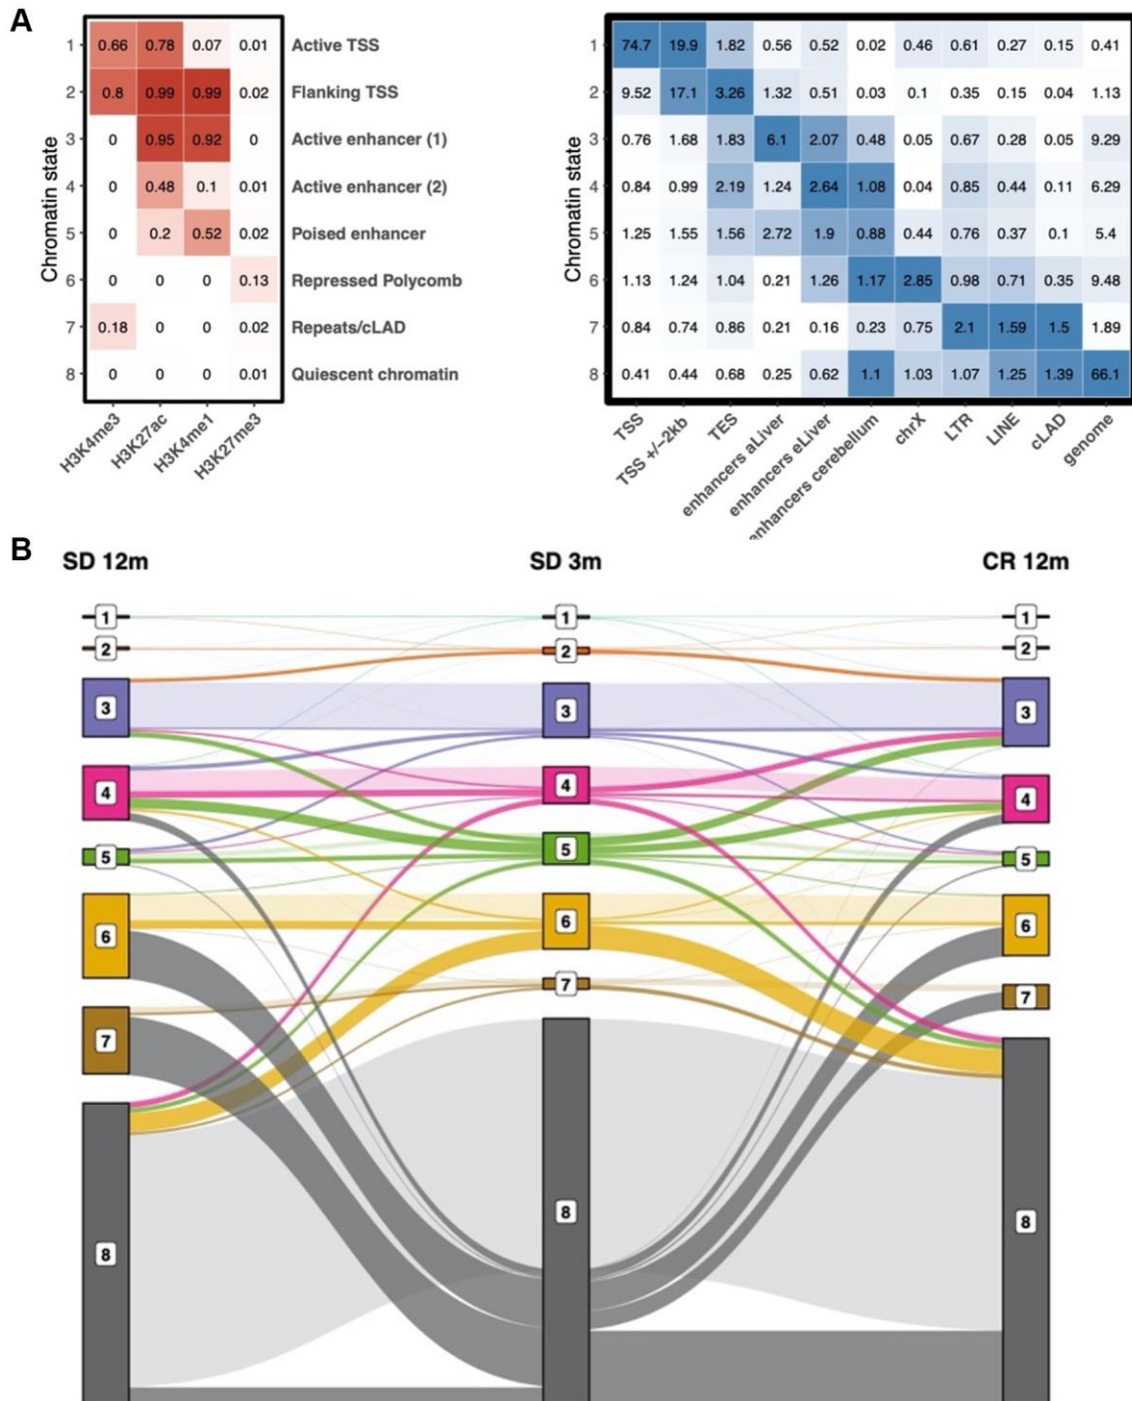 A
1 0.66 0.78 0.07 0.01 Active TSS
2 0.8 0.99 0.99 0.02 Flanking TSS
3 0 0.95 0.92 0 Active enhancer (1)
4 0 0.48 0.1 0.01 Active enhancer (2)
5 0 0.2 0.52 0.02 Poised enhancer
6 0 0 0 0.13 Repressed Polycomb
7 0.18 0 0 0.02 Repeats/cLAD
8 0 0 0 0.01 Quiescent chromatin
Chromatin state
H3K4me3 H3K27ac H3K4me1 H3K27me3
1 74.7 19.9 1.82 0.56 0.52 0.02 0.46 0.61 0.27 0.15 0.41
2 9.52 17.1 3.26 1.32 0.51 0.03 0.1 0.35 0.15 0.04 1.13
3 0.76 1.68 1.83 6.1 2.07 0.48 0.05 0.67 0.28 0.05 9.29
4 0.84 0.99 2.19 1.24 2.64 1.08 0.04 0.85 0.44 0.11 6.29
5 1.25 1.55 1.56 2.72 1.9 0.88 0.44 0.76 0.37 0.1 5.4
6 1.13 1.24 1.04 0.21 1.26 1.17 2.85 0.98 0.71 0.35 9.48
7 0.84 0.74 0.86 0.21 0.16 0.23 0.75 2.1 1.59 1.5 1.89
8 0.41 0.44 0.68 0.25 0.62 1.1 1.03 1.07 1.25 1.39 66.1
Chromatin state
TSS TSS +/−2kb TES enhancers aLiver enhancers eLiver enhancers cerebellum chrX LTR LINE cLAD genome
B
SD 12m SD 3m CR 12m
1 1 1
2 2 2
3 3 3
4 4 4
5 5 5
6 6 6
7 7 7
8 8 8